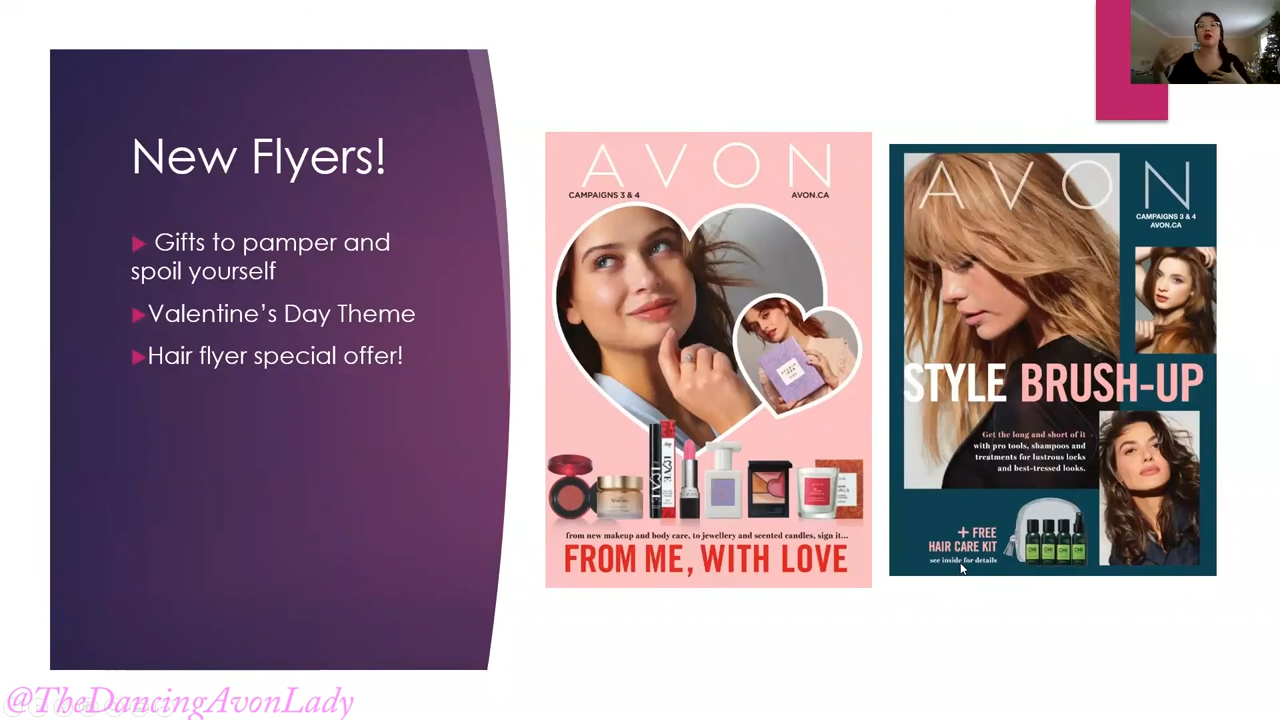 New Flyers!
Gifts to pamper and
spoil yourself
Valentine's Day Theme
Hair flyer special offer!
AVON
CAMPAIGNS 3 & 4
AVON.CA
from new makeup and body care, to jewellery and scented candles, sign it...
FROM ME, WITH LOVE
AVON
CAMPAIGNS 3 & 4
AVON.CA
STYLE BRUSH-UP
Get the long and short of it
with pro tools, shampoos and
treatments for lustrous locks
and best-tressed looks.
+ FREE
HAIR CARE KIT
see inside for details
@TheDancingAvonLady